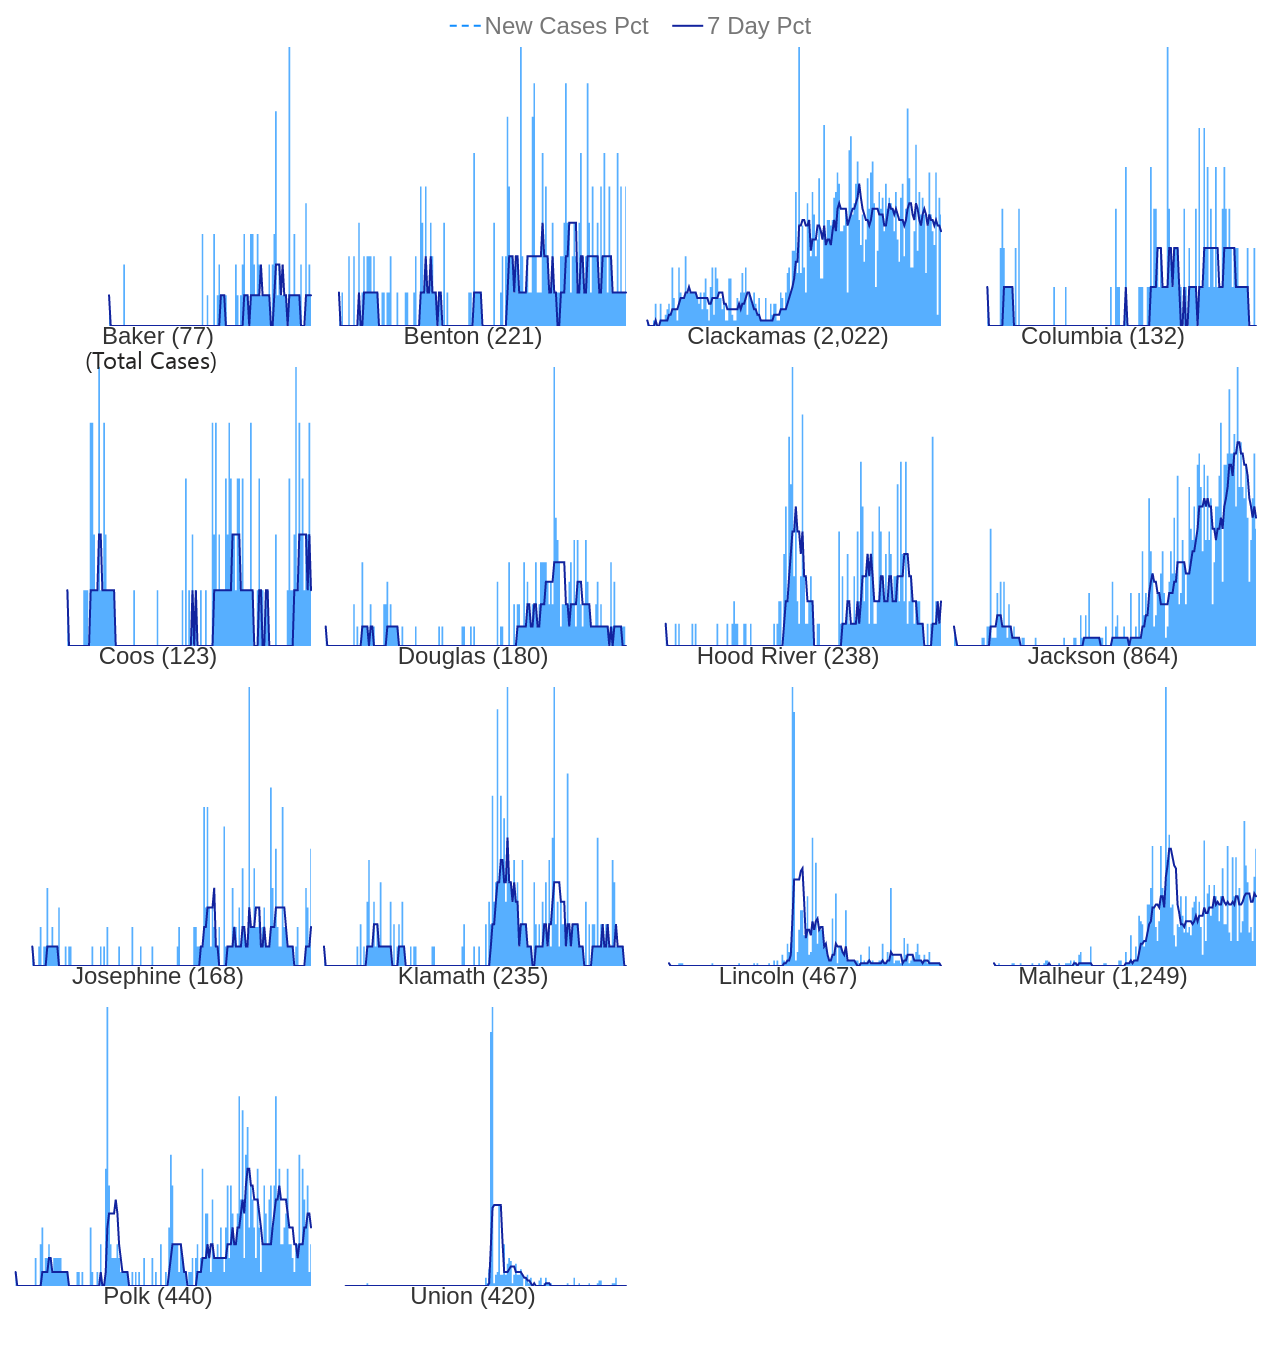 New Cases Pct 7 Day Pct
Baker (77) Benton (221) Clackamas (2,022) Columbia (132)
(Total Cases)
Coos (123) Douglas (180) Hood River (238) Jackson (864)
Josephine (168) Klamath (235) Lincoln (467) Malheur (1,249)
Polk (440) Union (420)